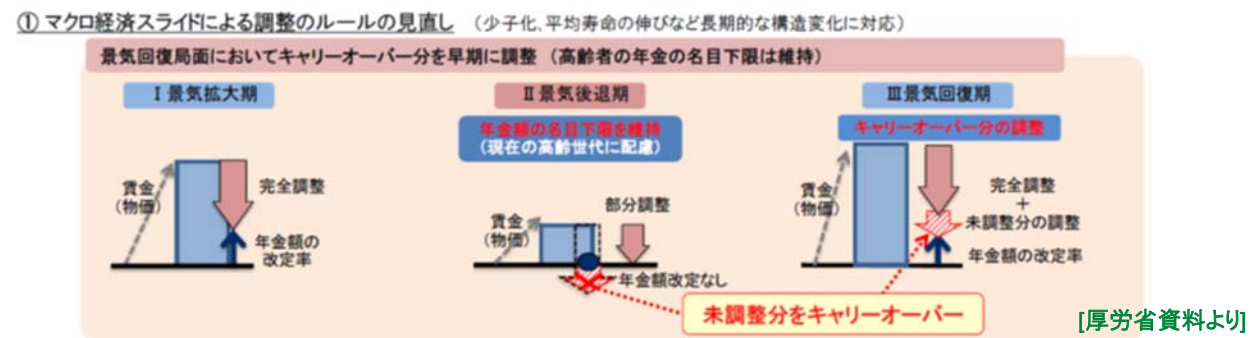 ① マクロ経済スライドによる調整のルールの見直し （少子化、平均寿命の伸びなど長期的な構造変化に対応）
景気回復局面においてキャリーオーバー分を早期に調整 （高齢者の年金の名目下限は維持）
Ⅰ 景気拡大期
賃金
（物価）
完全調整
年金額の
改定率
Ⅱ 景気後退期
年金額の名目下限を維持
（現在の高齢世代に配慮）
賃金
（物価）
部分調整
年金額改定なし
Ⅲ 景気回復期
キャリーオーバー分の調整
賃金
（物価）
完全調整
＋
未調整分の調整
年金額の改定率
未調整分をキャリーオーバー
[厚労省資料より]